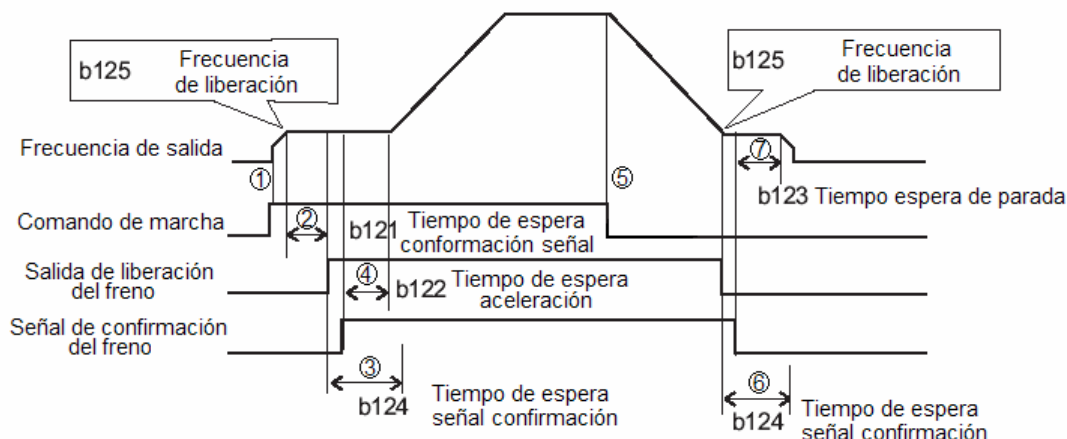 b125 Frecuencia
de liberación
b125 Frecuencia
de liberación
Frecuencia de salida
①
⑤
⑦
b123 Tiempo espera de parada
Comando de marcha
②
b121 Tiempo de espera
conformación señal
Salida de liberación
del freno
④
b122 Tiempo de espera
aceleración
Señal de confirmación
del freno
③
b124 Tiempo de espera
señal confirmación
⑥
b124 Tiempo de espera
señal confirmación